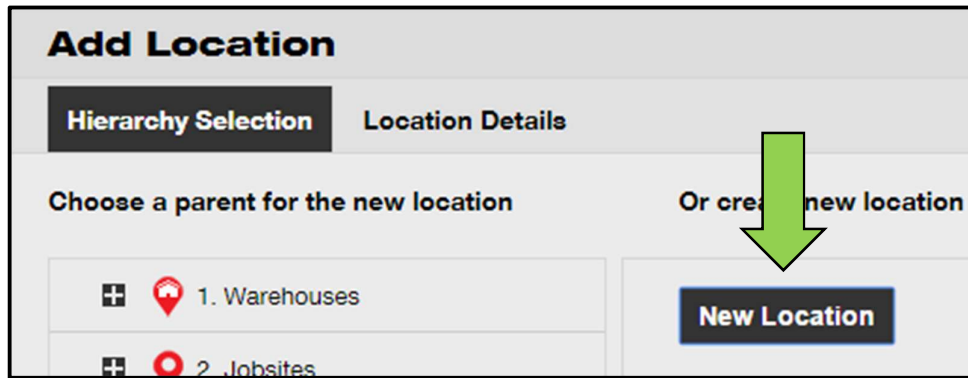 Add Location
Hierarchy Selection Location Details
Choose a parent for the new location
Or new location
1. Warehouses
2. Jobsites
New Location